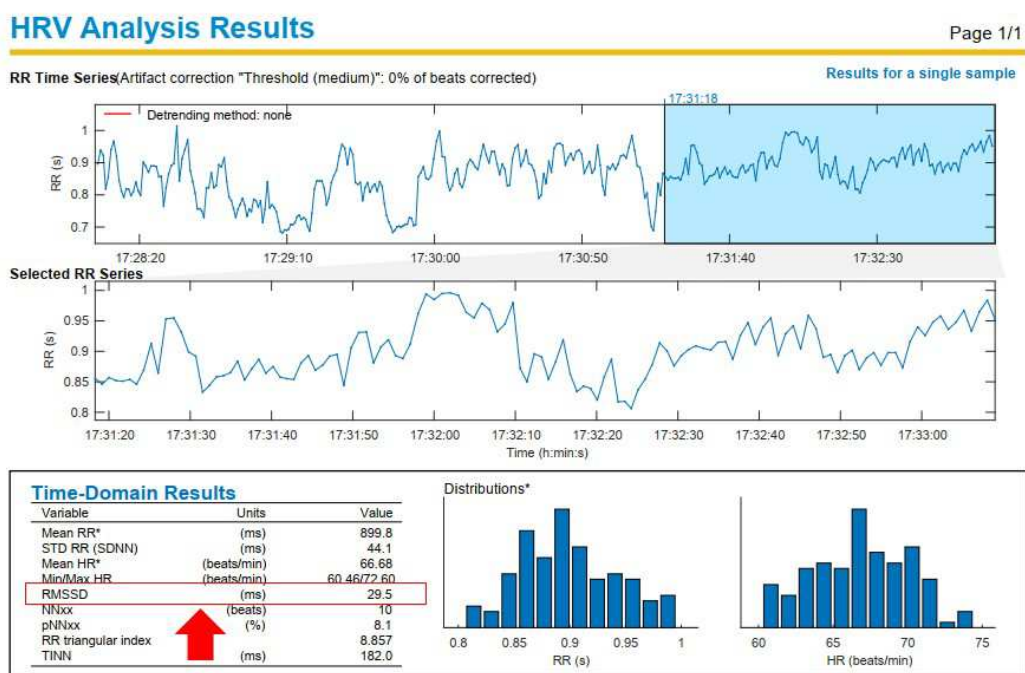 HRV Analysis Results
Page 1/1
RR Time Series(Artifact correction "Threshold (medium)": 0% of beats corrected)
Results for a single sample
17:31:18
Detrending method: none
1
0.9
0.8
0.7
RR (s)
17:28:20 17:29:10 17:30:00 17:30:50 17:31:40 17:32:30
Selected RR Series
1
0.95
0.9
0.85
0.8
RR (s)
17:31:20 17:31:30 17:31:40 17:31:50 17:32:00 17:32:10 17:32:20 17:32:30 17:32:40 17:32:50 17:33:00
Time (h:min:s)
Time-Domain Results
Variable Units Value
Mean RR* (ms) 899.8
STD RR (SDNN) (ms) 44.1
Mean HR* (beats/min) 66.68
Min/Max HR (beats/min) 60.46/72.60
RMSSD (ms) 29.5
NNxx (beats) 10
pNNxx (%) 8.1
RR triangular index 8.857
TINN (ms) 182.0
Distributions*
0.8 0.85 0.9 0.95 1
RR (s)
60 65 70 75
HR (beats/min)